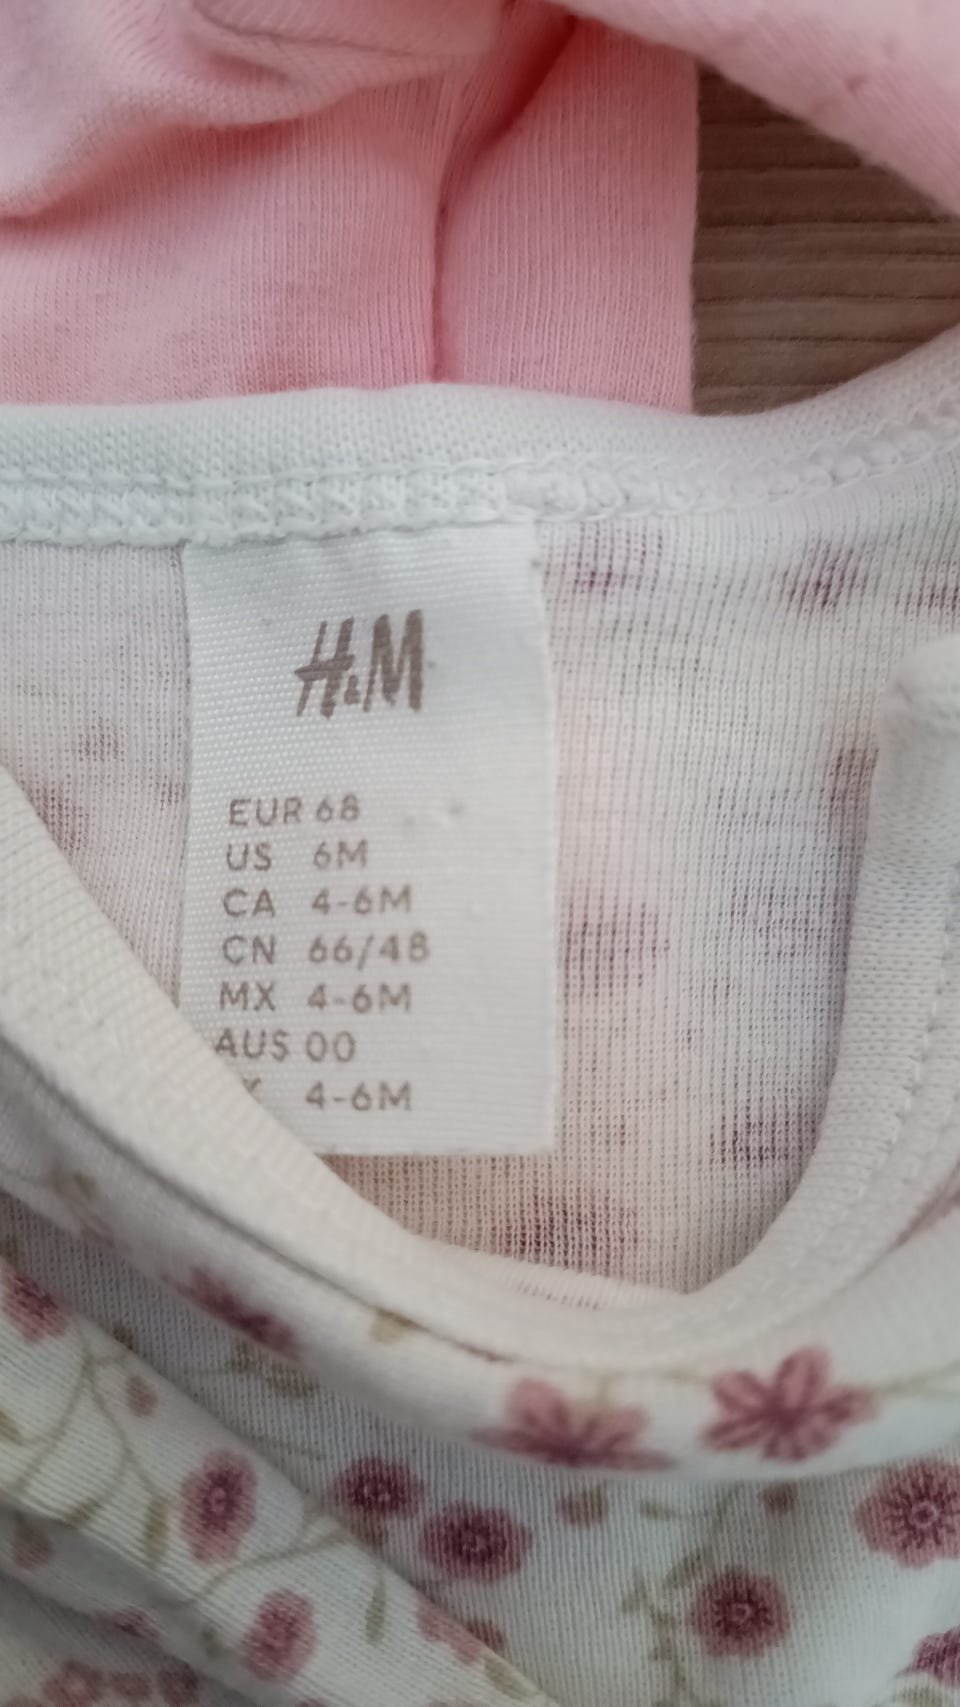 H&M
EUR 68
US 6M
CA 4-6M
CN 66/48
MX 4-6M
AUS 00
4-6M